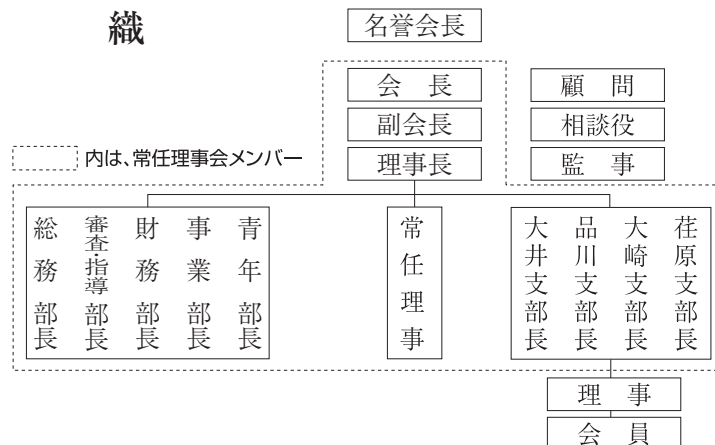 織
名誉会長
会長
副会長
理事長
顧問
相談役
監事
内は、常任理事会メンバー
総務部長
審査・指導部長
財務部長
事業部長
青年部長
常任理事
大井支部長
品川支部長
大崎支部長
荏原支部長
理事
会員